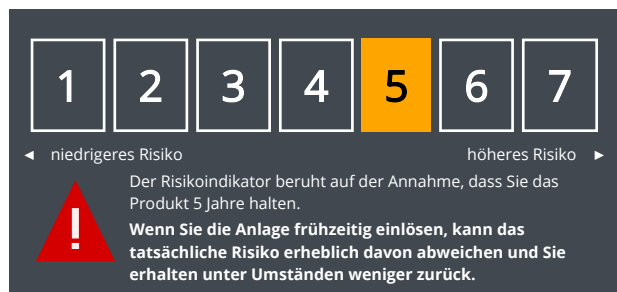 1 2 3 4 5 6 7
◄ niedrigeres Risiko höheres Risiko ►
Der Risikoindikator beruht auf der Annahme, dass Sie das
Produkt 5 Jahre halten.
! Wenn Sie die Anlage frühzeitig einlösen, kann das
tatsächliche Risiko erheblich davon abweichen und Sie
erhalten unter Umständen weniger zurück.